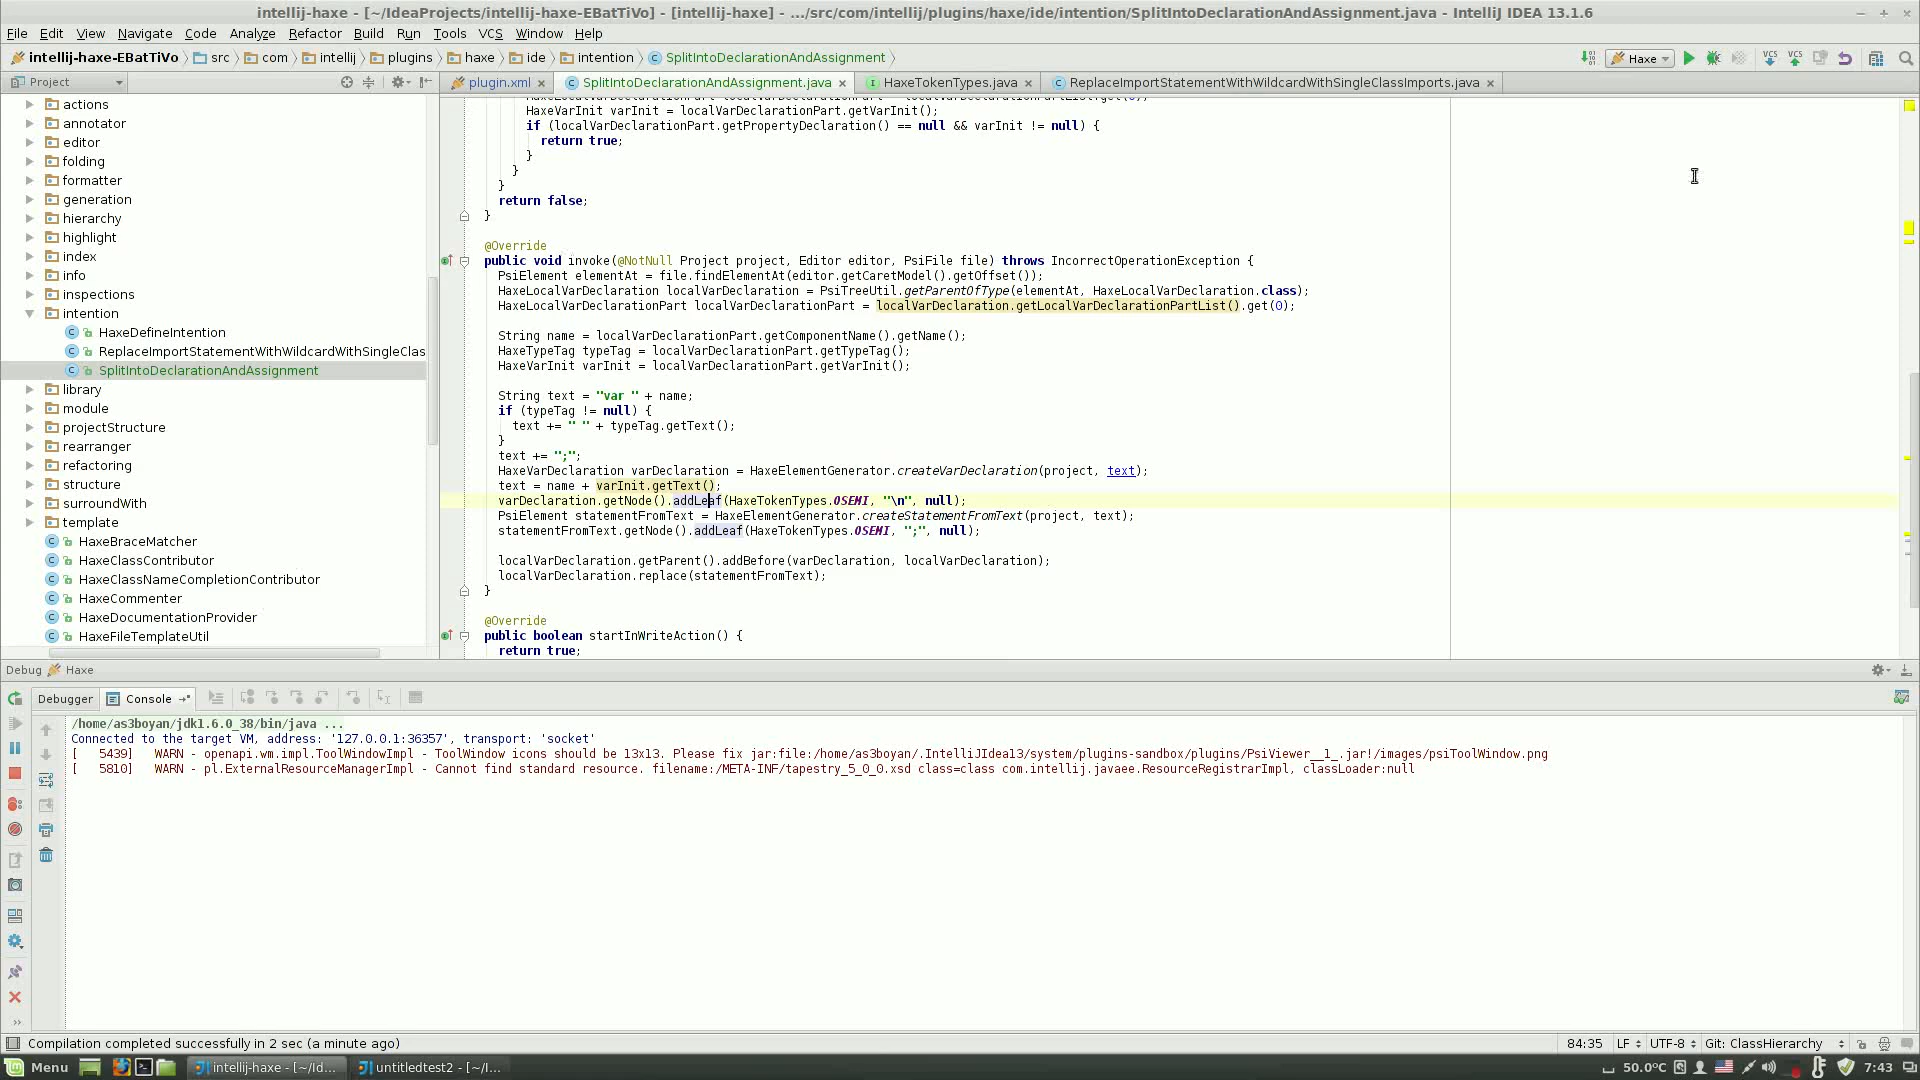 intellij-haxe - [~/IdeaProjects/intellij-haxe-EBatTiVo] - [intellij-haxe] - .../src/com/intellij/plugins/haxe/ide/intention/SplitIntoDeclarationAndAssignment.java - IntelliJ IDEA 13.1.6
File Edit View Navigate Code Analyze Refactor Build Run Tools VCS Window Help
intellij-haxe-EBatTiVo src com intellij plugins haxe ide intention SplitIntoDeclarationAndAssignment Haxe
Project plugin.xml SplitIntoDeclarationAndAssignment.java HaxeTokenTypes.java ReplaceImportStatementWithWildcardWithSingleClassImports.java
actions
annotator
editor
folding
formatter
generation
hierarchy
highlight
index
info
inspections
intention
HaxeDefineIntention
ReplaceImportStatementWithWildcardWithSingleClas
SplitIntoDeclarationAndAssignment
library
module
projectStructure
rearranger
refactoring
structure
surroundWith
template
HaxeBraceMatcher
HaxeClassContributor
HaxeClassNameCompletionContributor
HaxeCommenter
HaxeDocumentationProvider
HaxeFileTemplateUtil
HaxeVarInit varInit = localVarDeclarationPart.getVarInit();
if (localVarDeclarationPart.getPropertyDeclaration() == null && varInit != null) {
return true;
}
}
}
return false;
}
@Override
public void invoke(@NotNull Project project, Editor editor, PsiFile file) throws IncorrectOperationException {
PsiElement elementAt = file.findElementAt(editor.getCaretModel().getOffset());
HaxeLocalVarDeclaration localVarDeclaration = PsiTreeUtil.getParentOfType(elementAt, HaxeLocalVarDeclaration.class);
HaxeLocalVarDeclarationPart localVarDeclarationPart = localVarDeclaration.getLocalVarDeclarationPartList().get(0);
String name = localVarDeclarationPart.getComponentName().getName();
HaxeTypeTag typeTag = localVarDeclarationPart.getTypeTag();
HaxeVarInit varInit = localVarDeclarationPart.getVarInit();
String text = "var " + name;
if (typeTag != null) {
text += " " + typeTag.getText();
}
text += ";";
HaxeVarDeclaration varDeclaration = HaxeElementGenerator.createVarDeclaration(project, text);
text = name + varInit.getText();
varDeclaration.getNode().addLeaf(HaxeTokenTypes.OSEMI, "\n", null);
PsiElement statementFromText = HaxeElementGenerator.createStatementFromText(project, text);
statementFromText.getNode().addLeaf(HaxeTokenTypes.OSEMI, ";", null);
localVarDeclaration.getParent().addBefore(varDeclaration, localVarDeclaration);
localVarDeclaration.replace(statementFromText);
}
@Override
public boolean startInWriteAction() {
return true;
Debug Haxe
Debugger Console
/home/as3boyan/jdk1.6.0_38/bin/java ...
Connected to the target VM, address: '127.0.0.1:36357', transport: 'socket'
[ 5439] WARN - openapi.wm.impl.ToolWindowImpl - ToolWindow icons should be 13x13. Please fix jar:file:/home/as3boyan/.IntelliJIdea13/system/plugins-sandbox/plugins/PsiViewer__1_.jar!/images/psiToolWindow.png
[ 5810] WARN - pl.ExternalResourceManagerImpl - Cannot find standard resource. filename:/META-INF/tapestry_5_0_0.xsd class=class com.intellij.javaee.ResourceRegistrarImpl, classLoader:null
Compilation completed successfully in 2 sec (a minute ago) 84:35 LF UTF-8 Git: ClassHierarchy
Menu intellij-haxe - [~/Id... untitledtest2 - [~/I... 50.0°C 7:43